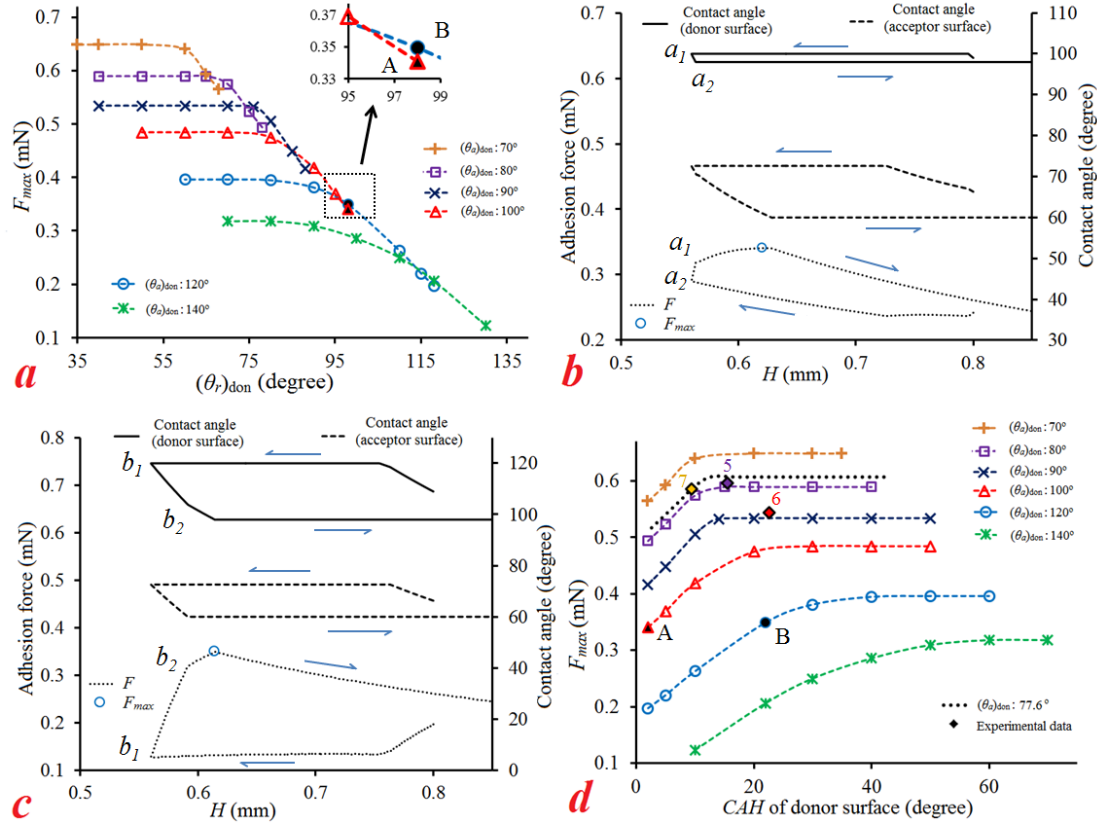 0.7
0.6
0.5
0.4
0.3
0.2
0.1
F_max (mN)
35 55 75 95 115 135
(θr)don (degree)
0.37
0.35
0.33
95 97 99
A
B
(θa)don: 70°
(θa)don: 80°
(θa)don: 90°
(θa)don: 100°
(θa)don: 120°
(θa)don: 140°
a
Contact angle
(donor surface)
Contact angle
(acceptor surface)
0.7
0.6
0.5
0.4
0.3
0.2
Adhesion force (mN)
110
100
90
80
70
60
50
40
30
Contact angle (degree)
a1
a2
a1
a2
F
Fmax
0.5 0.6 0.7 0.8
H (mm)
b
Contact angle
(donor surface)
Contact angle
(acceptor surface)
0.8
0.7
0.6
0.5
0.4
0.3
0.2
0.1
Adhesion force (mN)
120
100
80
60
40
20
0
Contact angle (degree)
b1
b2
b2
b1
F
Fmax
0.5 0.6 0.7 0.8
H (mm)
c
0.6
0.5
0.4
0.3
0.2
0.1
Fmax (mN)
7
5
6
A
B
(θa)don: 70°
(θa)don: 80°
(θa)don: 90°
(θa)don: 100°
(θa)don: 120°
(θa)don: 140°
(θa)don: 77.6°
Experimental data
0 20 40 60
CAH of donor surface (degree)
d